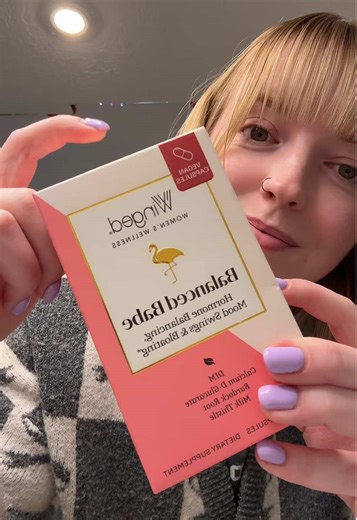 VEGAN
CAPSULES
Winged®
WOMEN'S WELLNESS
Balanced Babe
Hormone Balancing,
Mood Swings & Bloating*
DIM
Calcium D Glucarate
Burdock Root
Milk Thistle
DIETARY SUPPLEMENT